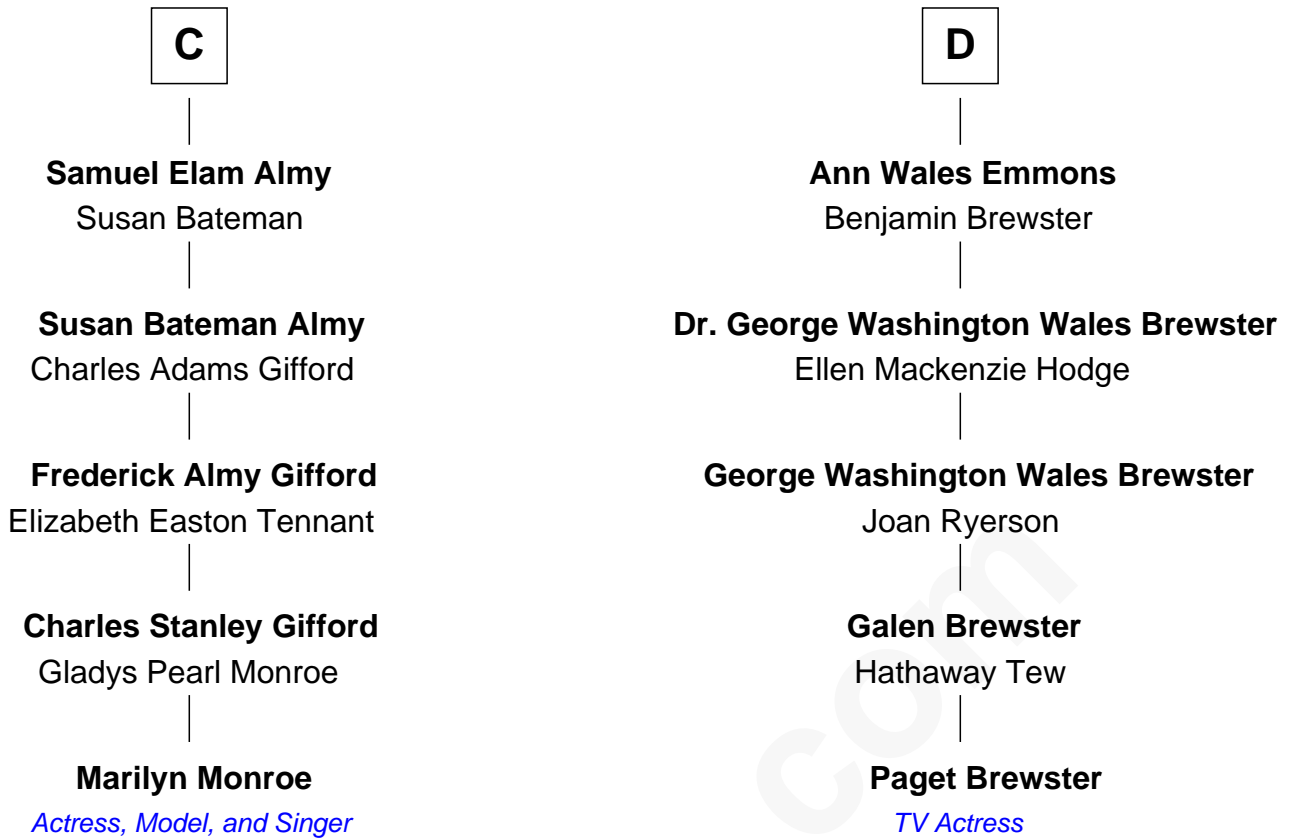 C
Samuel Elam Almy
Susan Bateman
Susan Bateman Almy
Charles Adams Gifford
Frederick Almy Gifford
Elizabeth Easton Tennant
Charles Stanley Gifford
Gladys Pearl Monroe
Marilyn Monroe
Actress, Model, and Singer
D
Ann Wales Emmons
Benjamin Brewster
Dr. George Washington Wales Brewster
Ellen Mackenzie Hodge
George Washington Wales Brewster
Joan Ryerson
Galen Brewster
Hathaway Tew
Paget Brewster
TV Actress
com